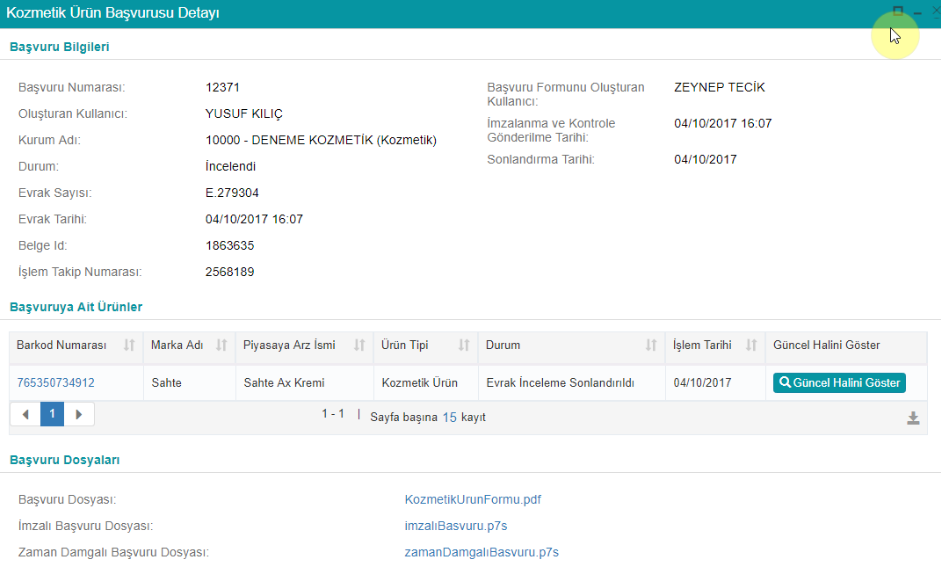 Kozmetik Ürün Başvurusu Detayı
Başvuru Bilgileri
Başvuru Numarası: 12371
Oluşturan Kullanıcı: YUSUF KILIÇ
Kurum Adı: 10000 - DENEME KOZMETİK (Kozmetik)
Durum: İncelendi
Evrak Sayısı: E.279304
Evrak Tarihi: 04/10/2017 16:07
Belge Id: 1863635
İşlem Takip Numarası: 2568189
Başvuru Formunu Oluşturan ZEYNEP TECİK
Kullanıcı:
İmzalanma ve Kontrole 04/10/2017 16:07
Gönderilme Tarihi:
Sonlandırma Tarihi: 04/10/2017
Başvuruya Ait Ürünler
Barkod Numarası Marka Adı Piyasaya Arz İsmi Ürün Tipi Durum İşlem Tarihi Güncel Halini Göster
765350734912 Sahte Sahte Ax Kremi Kozmetik Ürün Evrak İnceleme Sonlandırıldı 04/10/2017 Güncel Halini Göster
1 1 - 1 | Sayfa başına 15 kayıt
Başvuru Dosyaları
Başvuru Dosyası: KozmetikUrunFormu.pdf
İmzalı Başvuru Dosyası: imzalıBasvuru.p7s
Zaman Damgalı Başvuru Dosyası: zamanDamgalıBasvuru.p7s